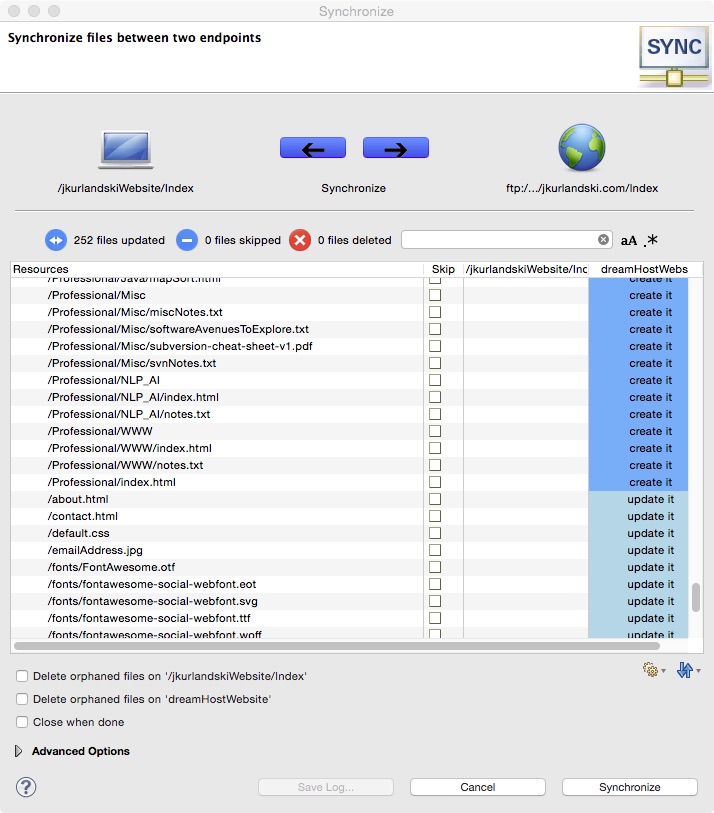 Synchronize
Synchronize files between two endpoints
SYNC
/jkurlandskiWebsite/Index
Synchronize
ftp:/.../jkurlandski.com/Index
252 files updated
0 files skipped
0 files deleted
aA .*
Resources Skip /jkurlandskiWebsite/Inc dreamHostWebs
/Professional/Java/mapSort.html create it
/Professional/Misc create it
/Professional/Misc/miscNotes.txt create it
/Professional/Misc/softwareAvenuesToExplore.txt create it
/Professional/Misc/subversion-cheat-sheet-v1.pdf create it
/Professional/Misc/svnNotes.txt create it
/Professional/NLP_AI create it
/Professional/NLP_AI/index.html create it
/Professional/NLP_AI/notes.txt create it
/Professional/WWW create it
/Professional/WWW/index.html create it
/Professional/WWW/notes.txt create it
/Professional/index.html create it
/about.html update it
/contact.html update it
/default.css update it
/emailAddress.jpg update it
/fonts/FontAwesome.otf update it
/fonts/fontawesome-social-webfont.eot update it
/fonts/fontawesome-social-webfont.svg update it
/fonts/fontawesome-social-webfont.ttf update it
/fonts/fontawesome-social-webfont.woff update it
Delete orphaned files on '/jkurlandskiWebsite/Index'
Delete orphaned files on 'dreamHostWebsite'
Close when done
Advanced Options
?
Save Log...
Cancel
Synchronize